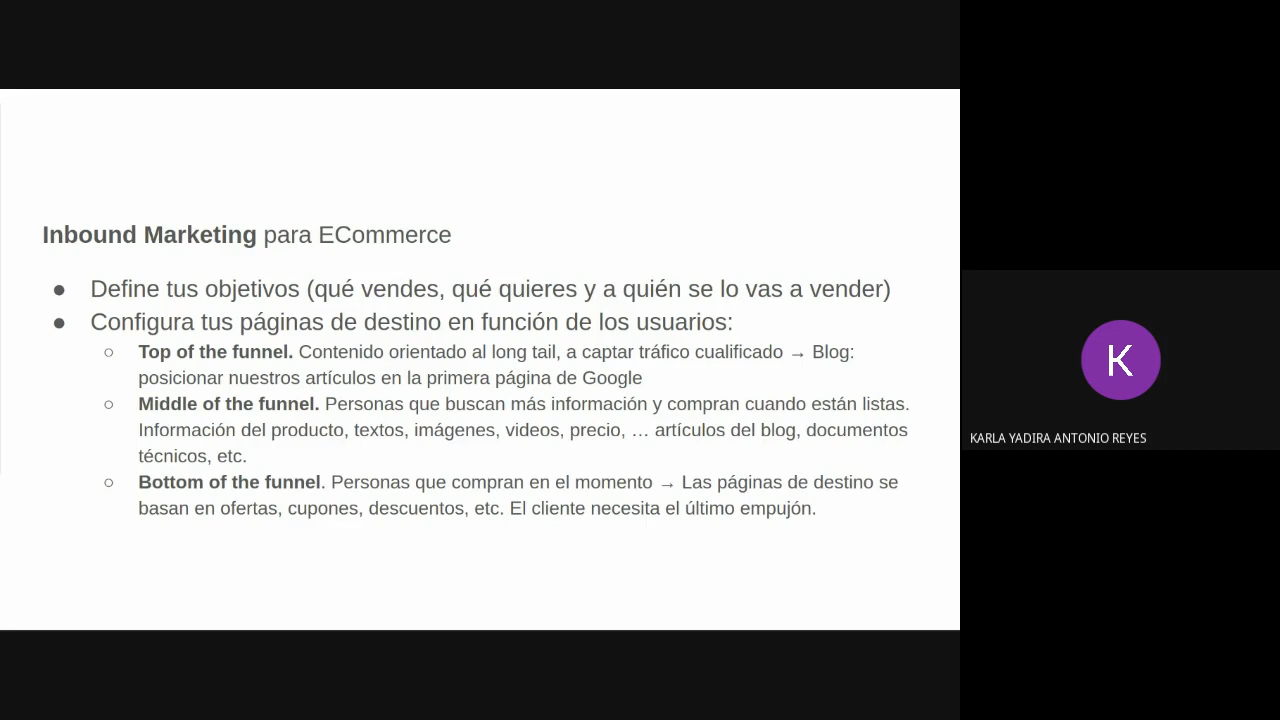 Inbound Marketing para ECommerce
● Define tus objetivos (qué vendes, qué quieres y a quién se lo vas a vender)
● Configura tus páginas de destino en función de los usuarios:
○ Top of the funnel. Contenido orientado al long tail, a captar tráfico cualificado → Blog:
posicionar nuestros artículos en la primera página de Google
○ Middle of the funnel. Personas que buscan más información y compran cuando están listas.
Información del producto, textos, imágenes, videos, precio, … artículos del blog, documentos
técnicos, etc.
○ Bottom of the funnel. Personas que compran en el momento → Las páginas de destino se
basan en ofertas, cupones, descuentos, etc. El cliente necesita el último empujón.
K
KARLA YADIRA ANTONIO REYES